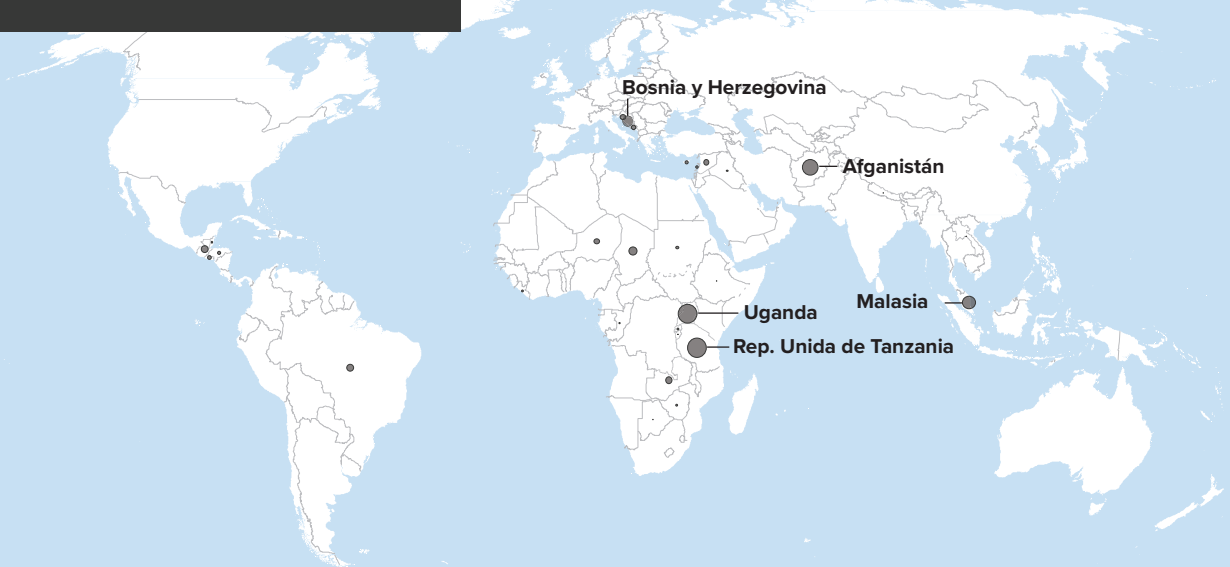 Bosnia y Herzegovina
Afganistán
Malasia
Uganda
Rep. Unida de Tanzania